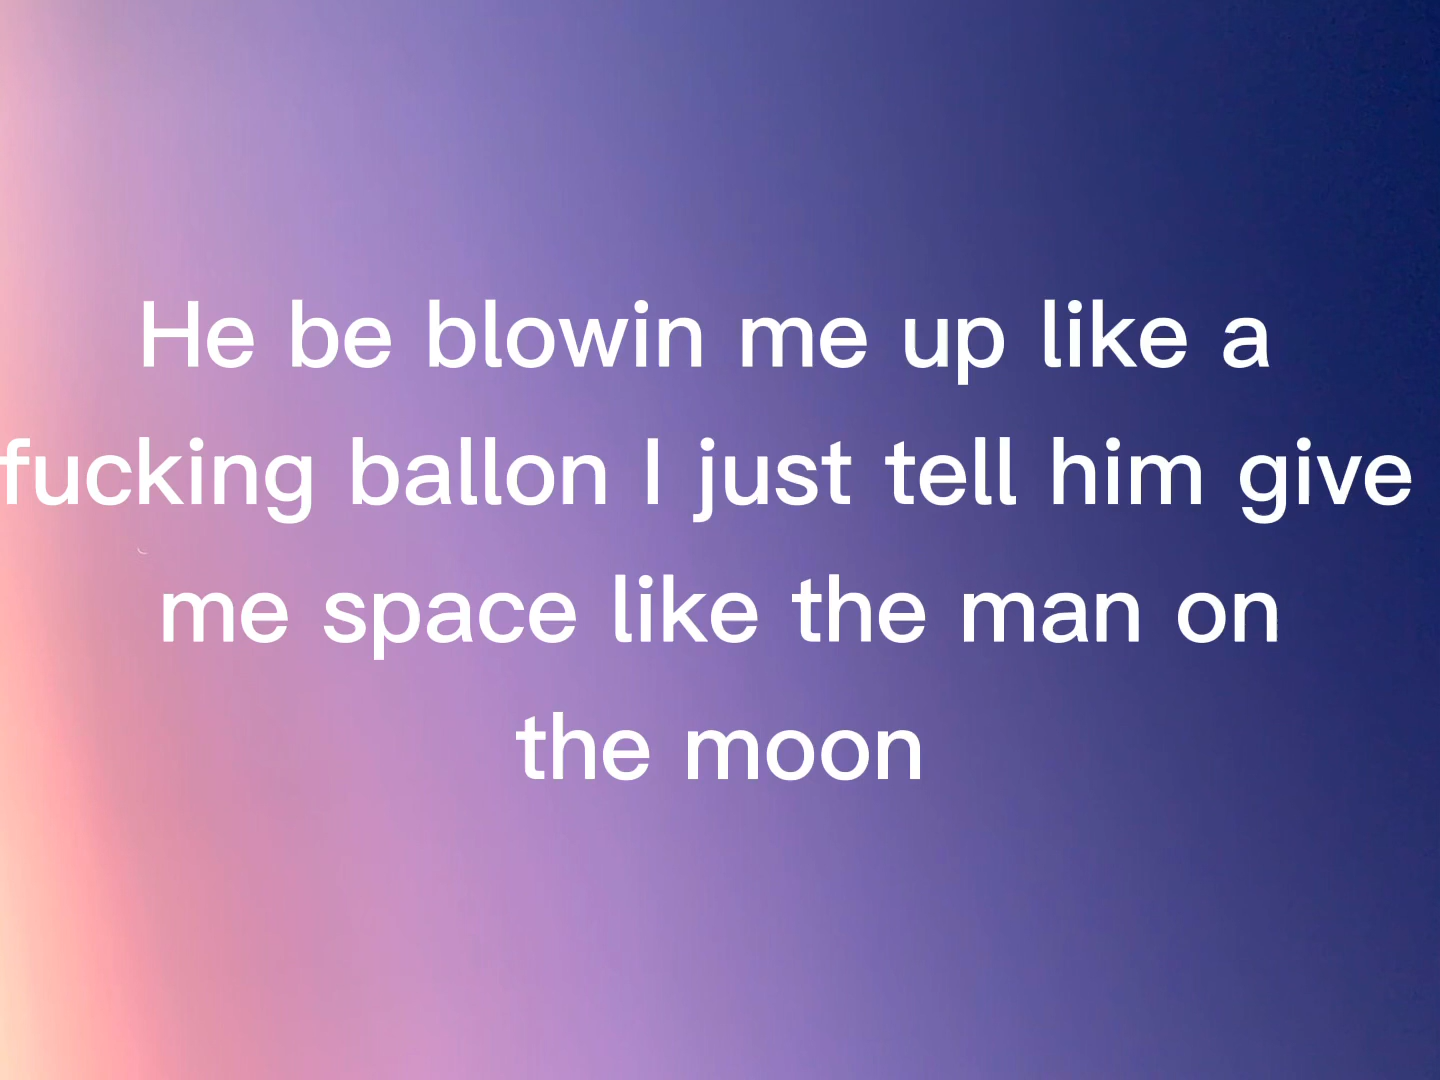 He be blowin me up like a
fucking ballon I just tell him give
me space like the man on
the moon